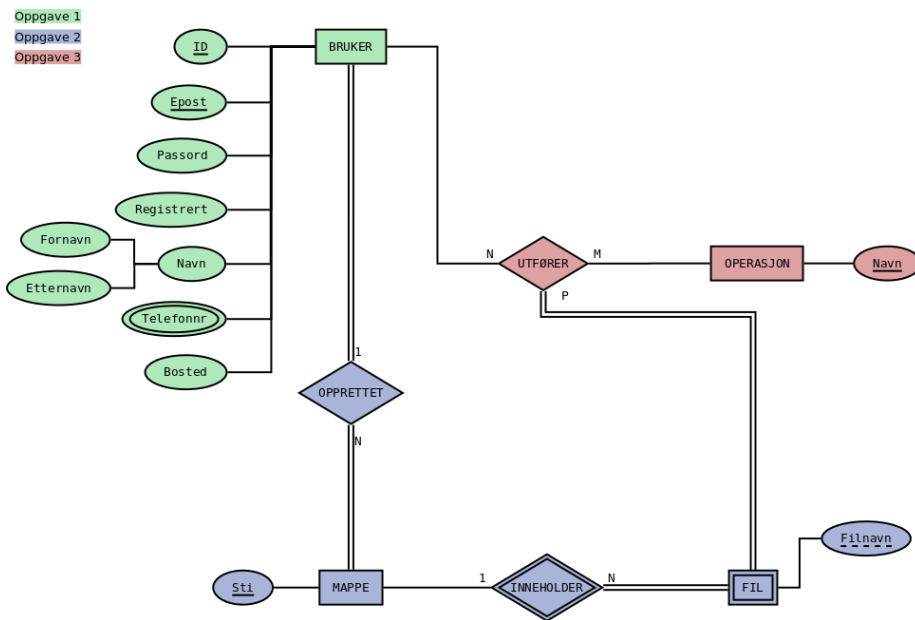 Oppgave 1
Oppgave 2
Oppgave 3
ID
BRUKER
Epost
Passord
Registrert
Fornavn
Navn
Etternavn
Telefonnr
Bosted
N
UTFØRER
M
OPERASJON
Navn
P
1
OPPRETTET
N
Filnavn
Sti
MAPPE
1
INNEHOLDER
N
FIL